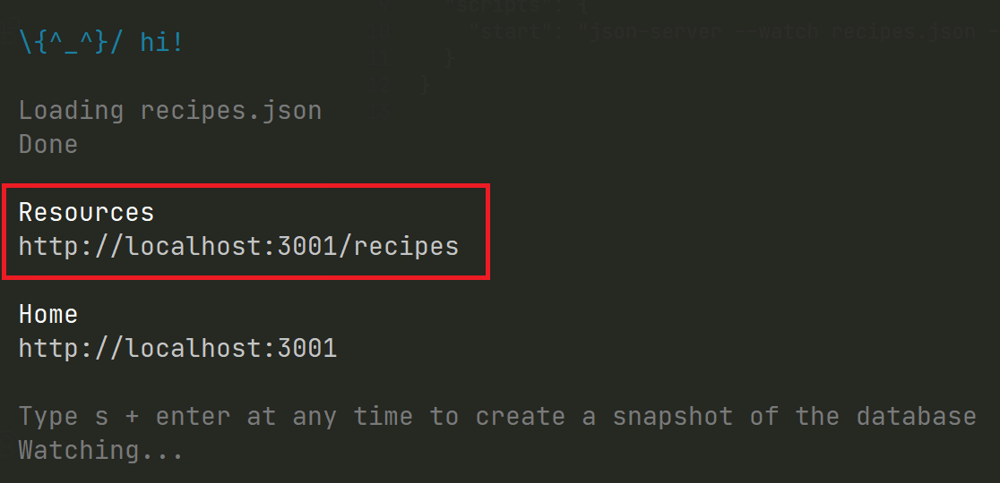 "scripts": {
"start": "json-server --watch recipes.json -
}
}
\{^_^}/ hi!
Loading recipes.json
Done
Resources
http://localhost:3001/recipes
Home
http://localhost:3001
Type s + enter at any time to create a snapshot of the database
Watching...